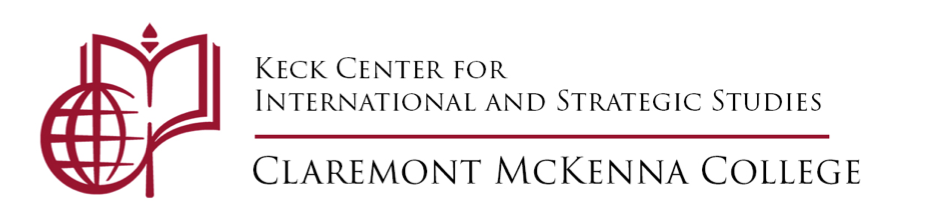 Keck Center for
International and Strategic Studies
Claremont McKenna College